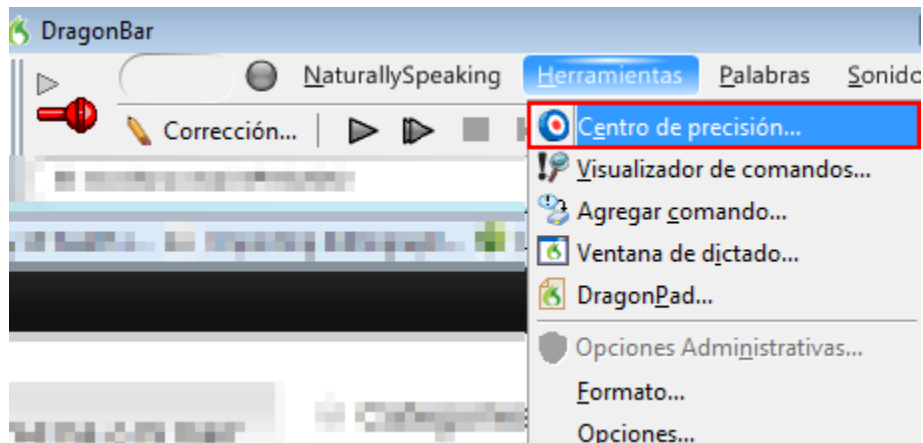 DragonBar
NaturallySpeaking Herramientas Palabras Sonido
Corrección...
Centro de precisión...
Visualizador de comandos...
Agregar comando...
Ventana de dictado...
DragonPad...
Opciones Administrativas...
Formato...
Opciones...